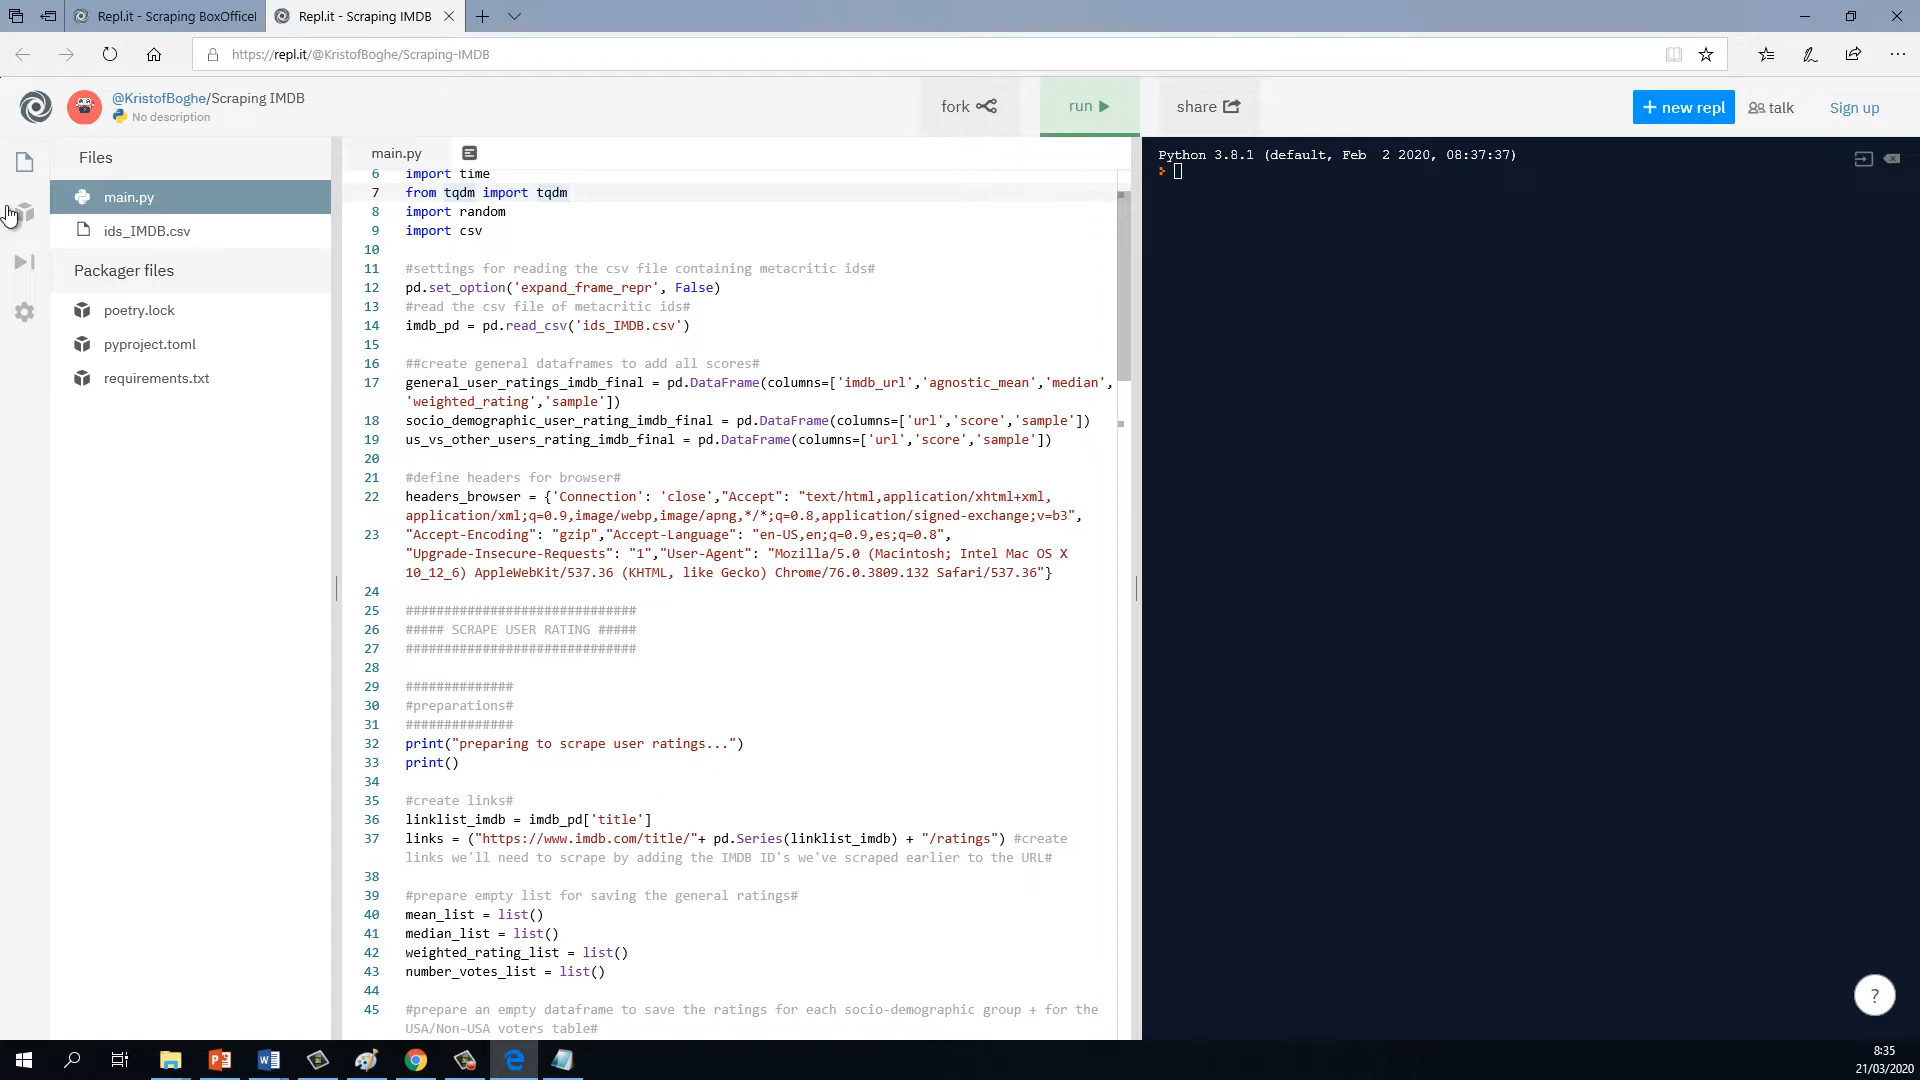 Repl.it - Scraping BoxOffice
Repl.it - Scraping IMDB
https://repl.it/@KristofBoghe/Scraping-IMDB
@KristofBoghe/Scraping IMDB
No description
fork
run
share
+ new repl
talk
Sign up
Files
main.py
ids_IMDB.csv
Packager files
poetry.lock
pyproject.toml
requirements.txt
main.py
6 import time
7 from tqdm import tqdm
8 import random
9 import csv
10
11 #settings for reading the csv file containing metacritic ids#
12 pd.set_option('expand_frame_repr', False)
13 #read the csv file of metacritic ids#
14 imdb_pd = pd.read_csv('ids_IMDB.csv')
15
16 ##create general dataframes to add all scores#
17 general_user_ratings_imdb_final = pd.DataFrame(columns=['imdb_url','agnostic_mean','median',
'weighted_rating','sample'])
18 socio_demographic_user_rating_imdb_final = pd.DataFrame(columns=['url','score','sample'])
19 us_vs_other_users_rating_imdb_final = pd.DataFrame(columns=['url','score','sample'])
20
21 #define headers for browser#
22 headers_browser = {'Connection': 'close',"Accept": "text/html,application/xhtml+xml,
application/xml;q=0.9,image/webp,image/apng,*/*;q=0.8,application/signed-exchange;v=b3",
23 "Accept-Encoding": "gzip","Accept-Language": "en-US,en;q=0.9,es;q=0.8",
"Upgrade-Insecure-Requests": "1","User-Agent": "Mozilla/5.0 (Macintosh; Intel Mac OS X
10_12_6) AppleWebKit/537.36 (KHTML, like Gecko) Chrome/76.0.3809.132 Safari/537.36"}
24
25 ##############################
26 ##### SCRAPE USER RATING #####
27 ##############################
28
29 ##############
30 #preparations#
31 ##############
32 print("preparing to scrape user ratings...")
33 print()
34
35 #create links#
36 linklist_imdb = imdb_pd['title']
37 links = ("https://www.imdb.com/title/"+ pd.Series(linklist_imdb) + "/ratings") #create
links we'll need to scrape by adding the IMDB ID's we've scraped earlier to the URL#
38
39 #prepare empty list for saving the general ratings#
40 mean_list = list()
41 median_list = list()
42 weighted_rating_list = list()
43 number_votes_list = list()
44
45 #prepare an empty dataframe to save the ratings for each socio-demographic group + for the
USA/Non-USA voters table#
Python 3.8.1 (default, Feb  2 2020, 08:37:37)
?
8:35
21/03/2020